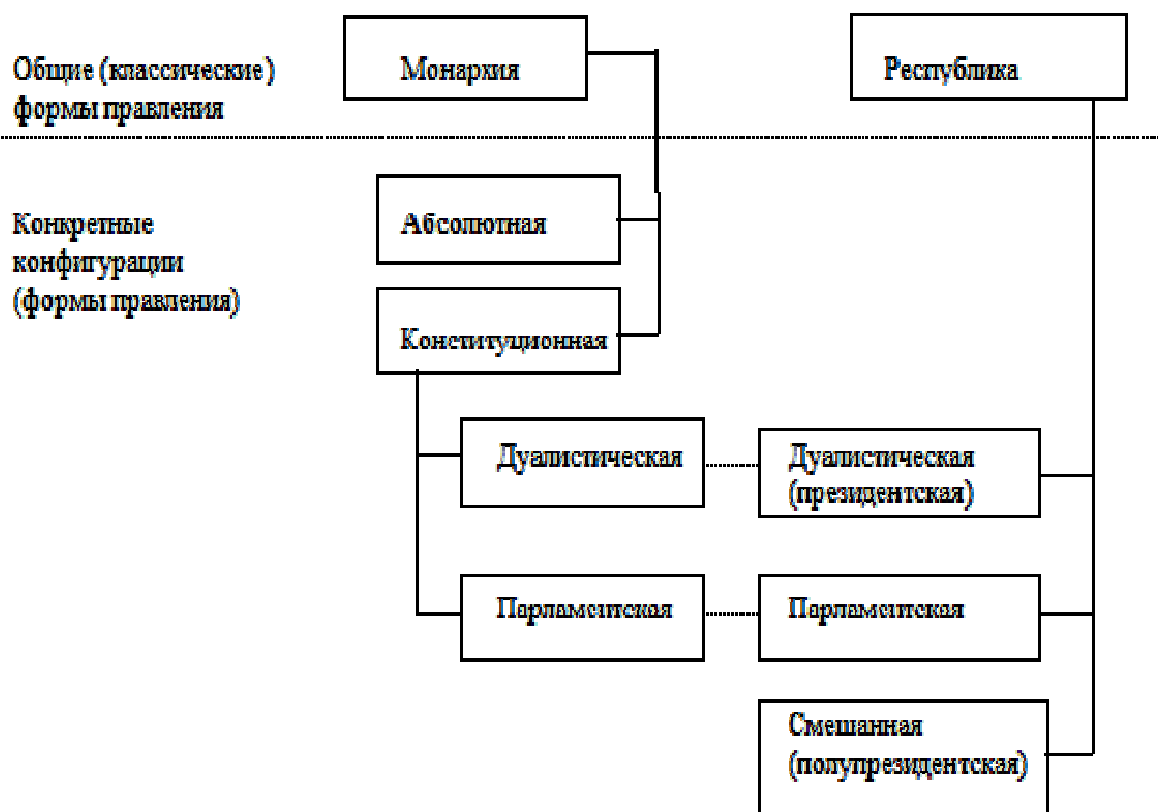 Общие (классические)
формы правления
Монархия
Республика
Конкретные
конфигурации
(формы правления)
Абсолютная
Конституционная
Дуалистическая
Дуалистическая
(президентская)
Парламентская
Парламентская
Смешанная
(полупрезидентская)